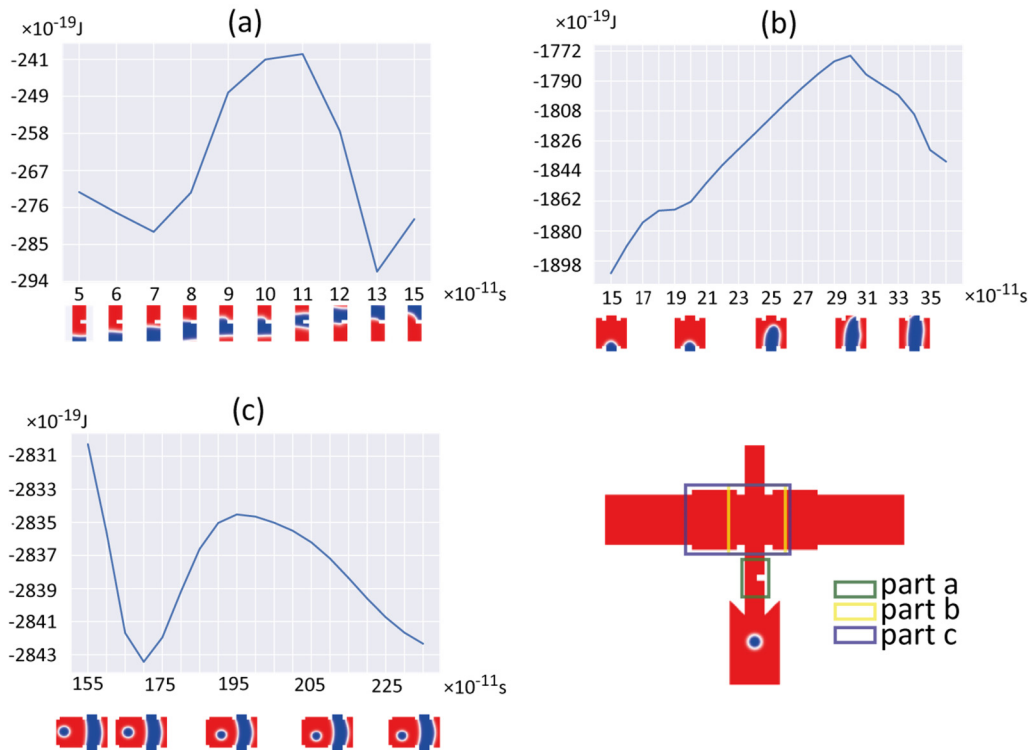 (a)
×10⁻¹⁹J
-241
-249
-258
-267
-276
-285
-294
5 6 7 8 9 10 11 12 13 15 ×10⁻¹¹s
(b)
×10⁻¹⁹J
-1772
-1790
-1808
-1826
-1844
-1862
-1880
-1898
15 17 19 21 23 25 27 29 31 33 35 ×10⁻¹¹s
(c)
×10⁻¹⁹J
-2831
-2833
-2835
-2837
-2839
-2841
-2843
155 175 195 205 225 ×10⁻¹¹s
part a
part b
part c